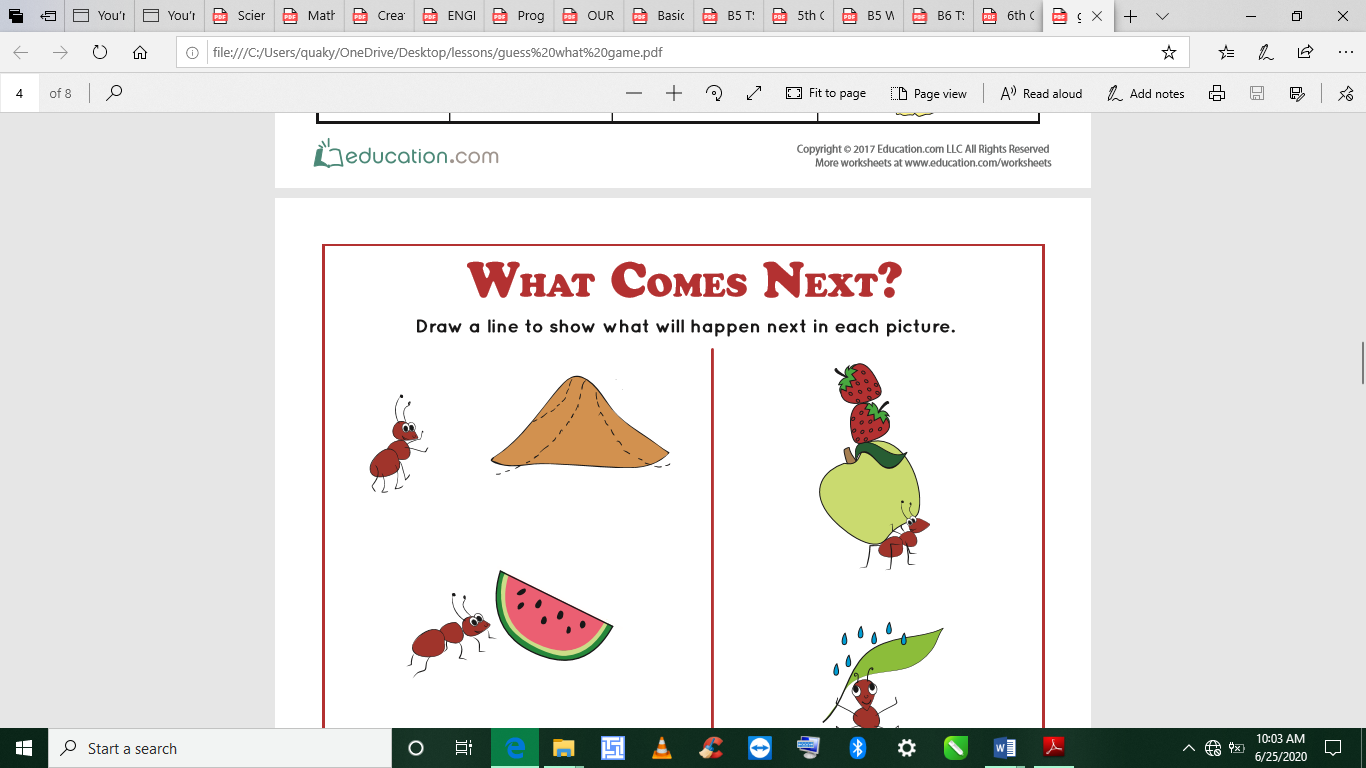 You'r
You'r
Scier
Math
Crea
ENGI
Prog
OUR
Basic
B5 T
5th
B5 W
B6 T
6th
g
file:///C:/Users/quaky/OneDrive/Desktop/lessons/guess%20what%20game.pdf
4 of 8
Fit to page
Page view
Read aloud
Add notes
education.com
Copyright © 2017 Education.com LLC All Rights Reserved
More worksheets at www.education.com/worksheets
WHAT COMES NEXT?
Draw a line to show what will happen next in each picture.
Start a search
10:03 AM
6/25/2020